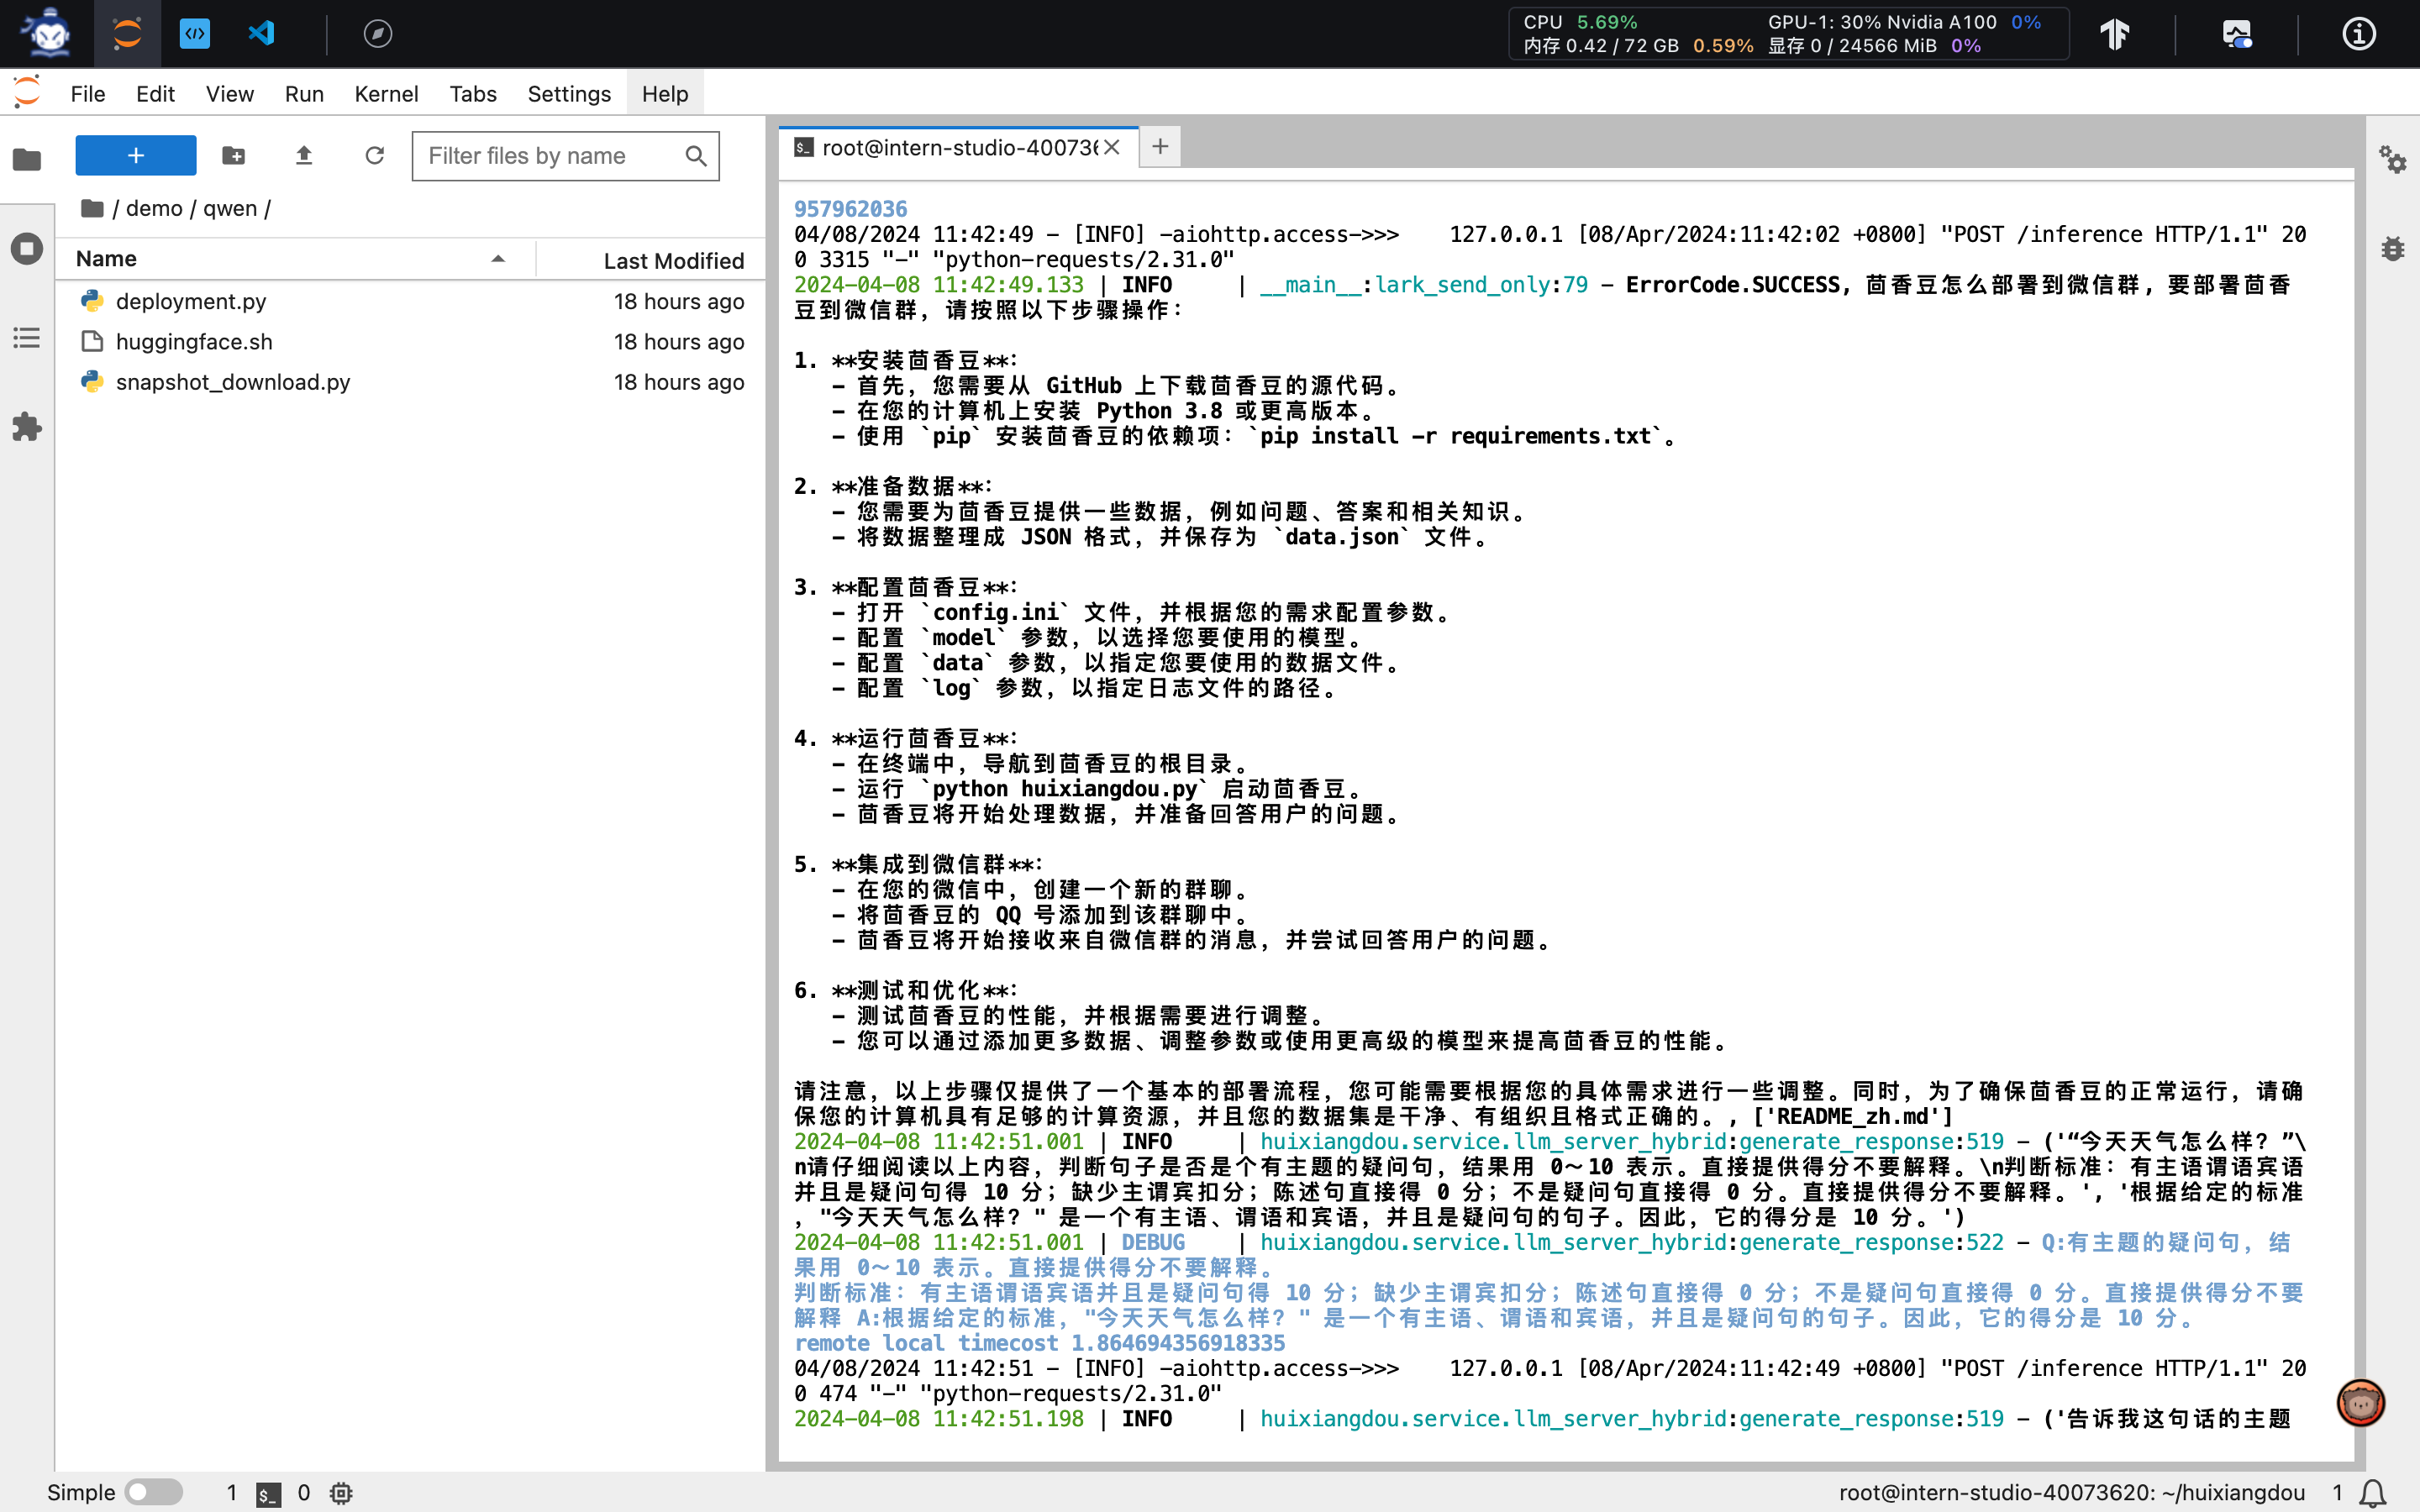 CPU 5.69% GPU-1: 30% Nvidia A100 0%
内存 0.42 / 72 GB 0.59% 显存 0 / 24566 MiB 0%
File Edit View Run Kernel Tabs Settings Help
Filter files by name
/ demo / qwen /
Name Last Modified
deployment.py 18 hours ago
huggingface.sh 18 hours ago
snapshot_download.py 18 hours ago
root@intern-studio-40073
957962036
04/08/2024 11:42:49 - [INFO] -aiohttp.access->>> 127.0.0.1 [08/Apr/2024:11:42:02 +0800] "POST /inference HTTP/1.1" 20
0 3315 "-" "python-requests/2.31.0"
2024-04-08 11:42:49.133 | INFO | __main__:lark_send_only:79 - ErrorCode.SUCCESS, 茴香豆怎么部署到微信群，要部署茴香
豆到微信群，请按照以下步骤操作：
1. **安装茴香豆**：
- 首先，您需要从 GitHub 上下载茴香豆的源代码。
- 在您的计算机上安装 Python 3.8 或更高版本。
- 使用 `pip` 安装茴香豆的依赖项：`pip install -r requirements.txt`。
2. **准备数据**：
- 您需要为茴香豆提供一些数据，例如问题、答案和相关知识。
- 将数据整理成 JSON 格式，并保存为 `data.json` 文件。
3. **配置茴香豆**：
- 打开 `config.ini` 文件，并根据您的需求配置参数。
- 配置 `model` 参数，以选择您要使用的模型。
- 配置 `data` 参数，以指定您要使用的数据文件。
- 配置 `log` 参数，以指定日志文件的路径。
4. **运行茴香豆**：
- 在终端中，导航到茴香豆的根目录。
- 运行 `python huixiangdou.py` 启动茴香豆。
- 茴香豆将开始处理数据，并准备回答用户的问题。
5. **集成到微信群**：
- 在您的微信中，创建一个新的群聊。
- 将茴香豆的 QQ 号添加到该群聊中。
- 茴香豆将开始接收来自微信群的消息，并尝试回答用户的问题。
6. **测试和优化**：
- 测试茴香豆的性能，并根据需要进行调整。
- 您可以通过添加更多数据、调整参数或使用更高级的模型来提高茴香豆的性能。
请注意，以上步骤仅提供了一个基本的部署流程，您可能需要根据您的具体需求进行一些调整。同时，为了确保茴香豆的正常运行，请确
保您的计算机具有足够的计算资源，并且您的数据集是干净、有组织且格式正确的。, ['README_zh.md']
2024-04-08 11:42:51.001 | INFO | huixiangdou.service.llm_server_hybrid:generate_response:519 - ('“今天天气怎么样？”\
n请仔细阅读以上内容，判断句子是否是个有主题的疑问句，结果用 0～10 表示。直接提供得分不要解释。\n判断标准：有主语谓语宾语
并且是疑问句得 10 分；缺少主谓宾扣分；陈述句直接得 0 分；不是疑问句直接得 0 分。直接提供得分不要解释。', '根据给定的标准
，"今天天气怎么样？" 是一个有主语、谓语和宾语，并且是疑问句的句子。因此，它的得分是 10 分。')
2024-04-08 11:42:51.001 | DEBUG | huixiangdou.service.llm_server_hybrid:generate_response:522 - Q:有主题的疑问句，结
果用 0～10 表示。直接提供得分不要解释。
判断标准：有主语谓语宾语并且是疑问句得 10 分；缺少主谓宾扣分；陈述句直接得 0 分；不是疑问句直接得 0 分。直接提供得分不要
解释 A:根据给定的标准，"今天天气怎么样？" 是一个有主语、谓语和宾语，并且是疑问句的句子。因此，它的得分是 10 分。
remote local timecost 1.864694356918335
04/08/2024 11:42:51 - [INFO] -aiohttp.access->>> 127.0.0.1 [08/Apr/2024:11:42:49 +0800] "POST /inference HTTP/1.1" 20
0 474 "-" "python-requests/2.31.0"
2024-04-08 11:42:51.198 | INFO | huixiangdou.service.llm_server_hybrid:generate_response:519 - ('告诉我这句话的主题
Simple 1 0 root@intern-studio-40073620: ~/huixiangdou 1